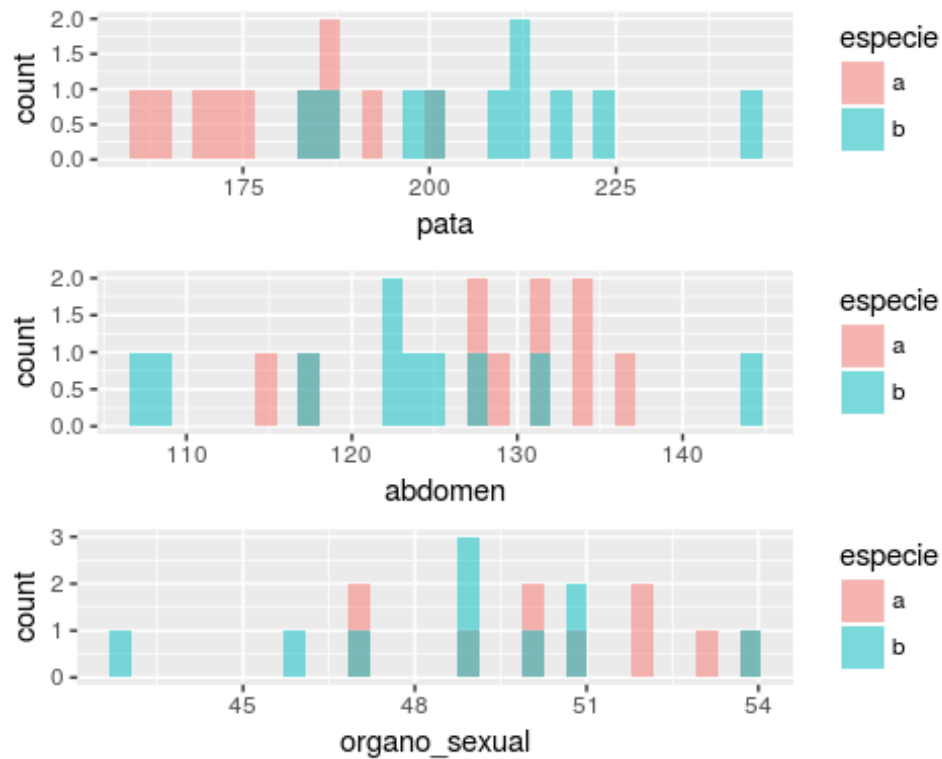 2.0
1.5
1.0
0.5
0.0
count
175 200 225
pata
especie
a
b
2.0
1.5
1.0
0.5
0.0
count
110 120 130 140
abdomen
especie
a
b
3
2
1
0
count
45 48 51 54
organo_sexual
especie
a
b